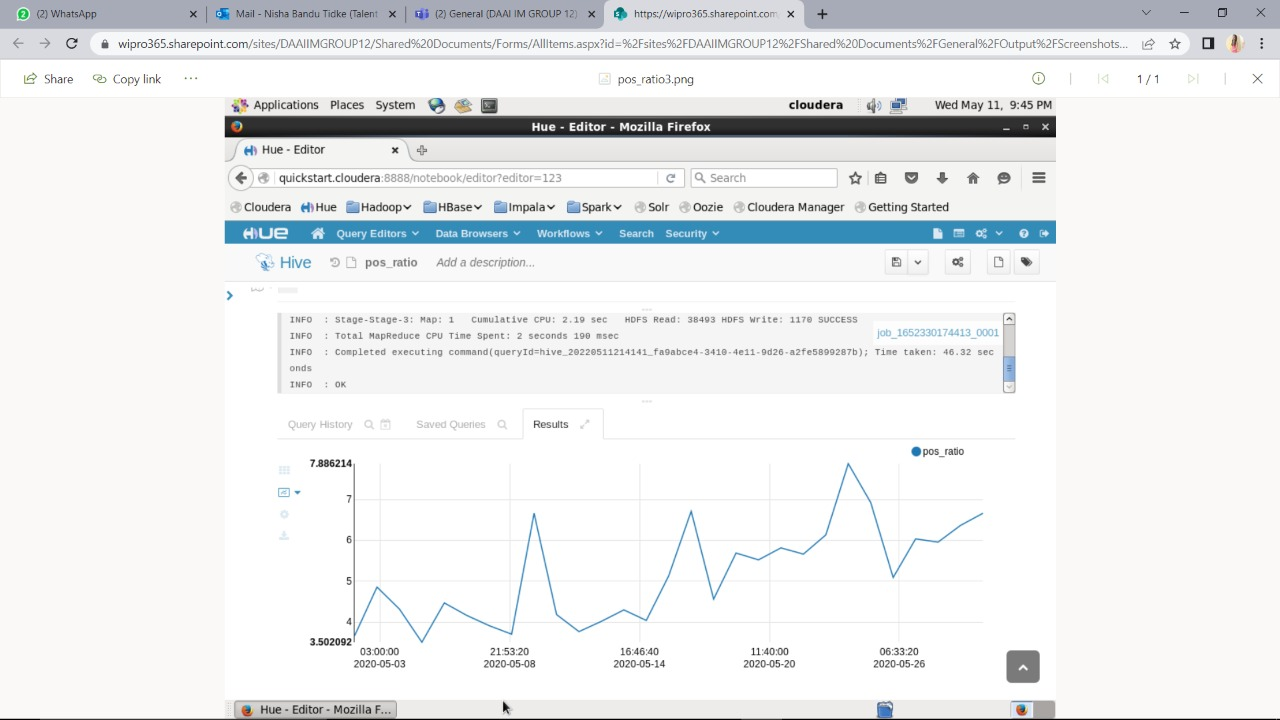 (2) WhatsApp
Mail - Nishma Das - Outlook
(2) General (DAAI GROUP 12)
https://wipro365.sharepoint.com
wipro365.sharepoint.com/sites/DAAIIMGROUP12/Shared%20Documents/Forms/AllItems.aspx?id=%2Fsites%2FDAAIIMGROUP12%2FShared%20Documents%2FGeneral%2FOutput%2FScreenshots...
Share Copy link ... pos_ratio3.png 1 / 1
Applications Places System cloudera Wed May 11, 9:45 PM
Hue - Editor - Mozilla Firefox
Hue - Editor
quickstart.cloudera:8888/notebook/editor?editor=123 Search
Cloudera Hue Hadoop HBase Impala Spark Solr Oozie Cloudera Manager Getting Started
HUE Query Editors Data Browsers Workflows Search Security
Hive pos_ratio Add a description...
INFO : Stage-Stage-3: Map: 1 Cumulative CPU: 2.19 sec HDFS Read: 38493 HDFS Write: 1170 SUCCESS
INFO : Total MapReduce CPU Time Spent: 2 seconds 190 msec
job_1652330174413_0001
INFO : Completed executing command(queryId=hive_20220511214141_fa9abce4-3410-4e11-9d26-a2fe5899287b); Time taken: 46.32 sec
onds
INFO : OK
Query History Saved Queries Results
pos_ratio
7.886214
7
6
5
4
3.502092
03:00:00 21:53:20 16:46:40 11:40:00 06:33:20
2020-05-03 2020-05-08 2020-05-14 2020-05-20 2020-05-26
Hue - Editor - Mozilla F...